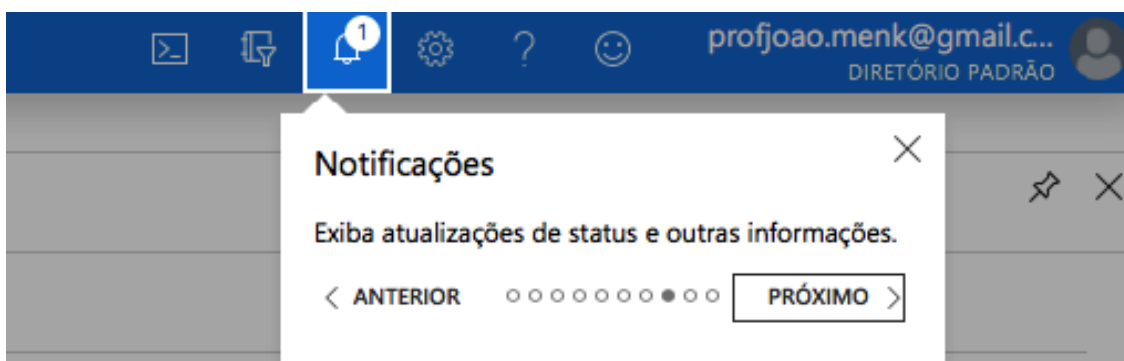 1
profjoao.menk@gmail.c...
DIRETÓRIO PADRÃO
Notificações
Exiba atualizações de status e outras informações.
ANTERIOR
PRÓXIMO